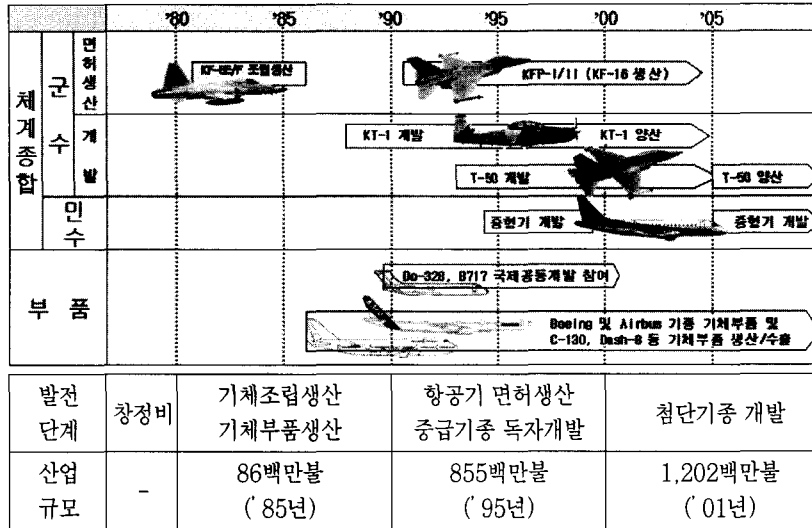 '80 '85 '90 '95 '00 '05
체계종합
군수
면허생산
KF-5E/F 조립생산
KFP-I/II (KF-16 생산)
개발
KT-1 개발
KT-1 양산
T-50 개발
T-50 양산
민수
중형기 개발
중형기 개발
부 품
Do-328, B717 국제공동개발 참여
Boeing 및 Airbus 기종 기체부품 및
C-130, Dash-8 등 기체부품 생산/수출
발전
단계
창정비
기체조립생산
기체부품생산
항공기 면허생산
중급기종 독자개발
첨단기종 개발
산업
규모
-
86백만불
('85년)
855백만불
('95년)
1,202백만불
('01년)